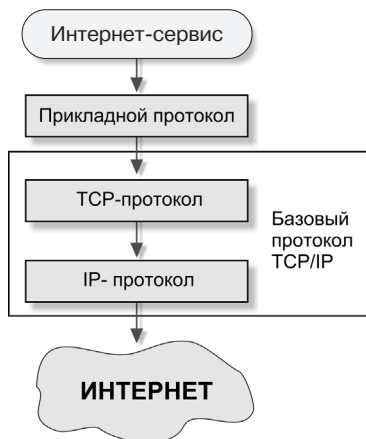 Интернет-сервис
Прикладной протокол
TCP-протокол
Базовый
протокол
TCP/IP
IP- протокол
ИНТЕРНЕТ